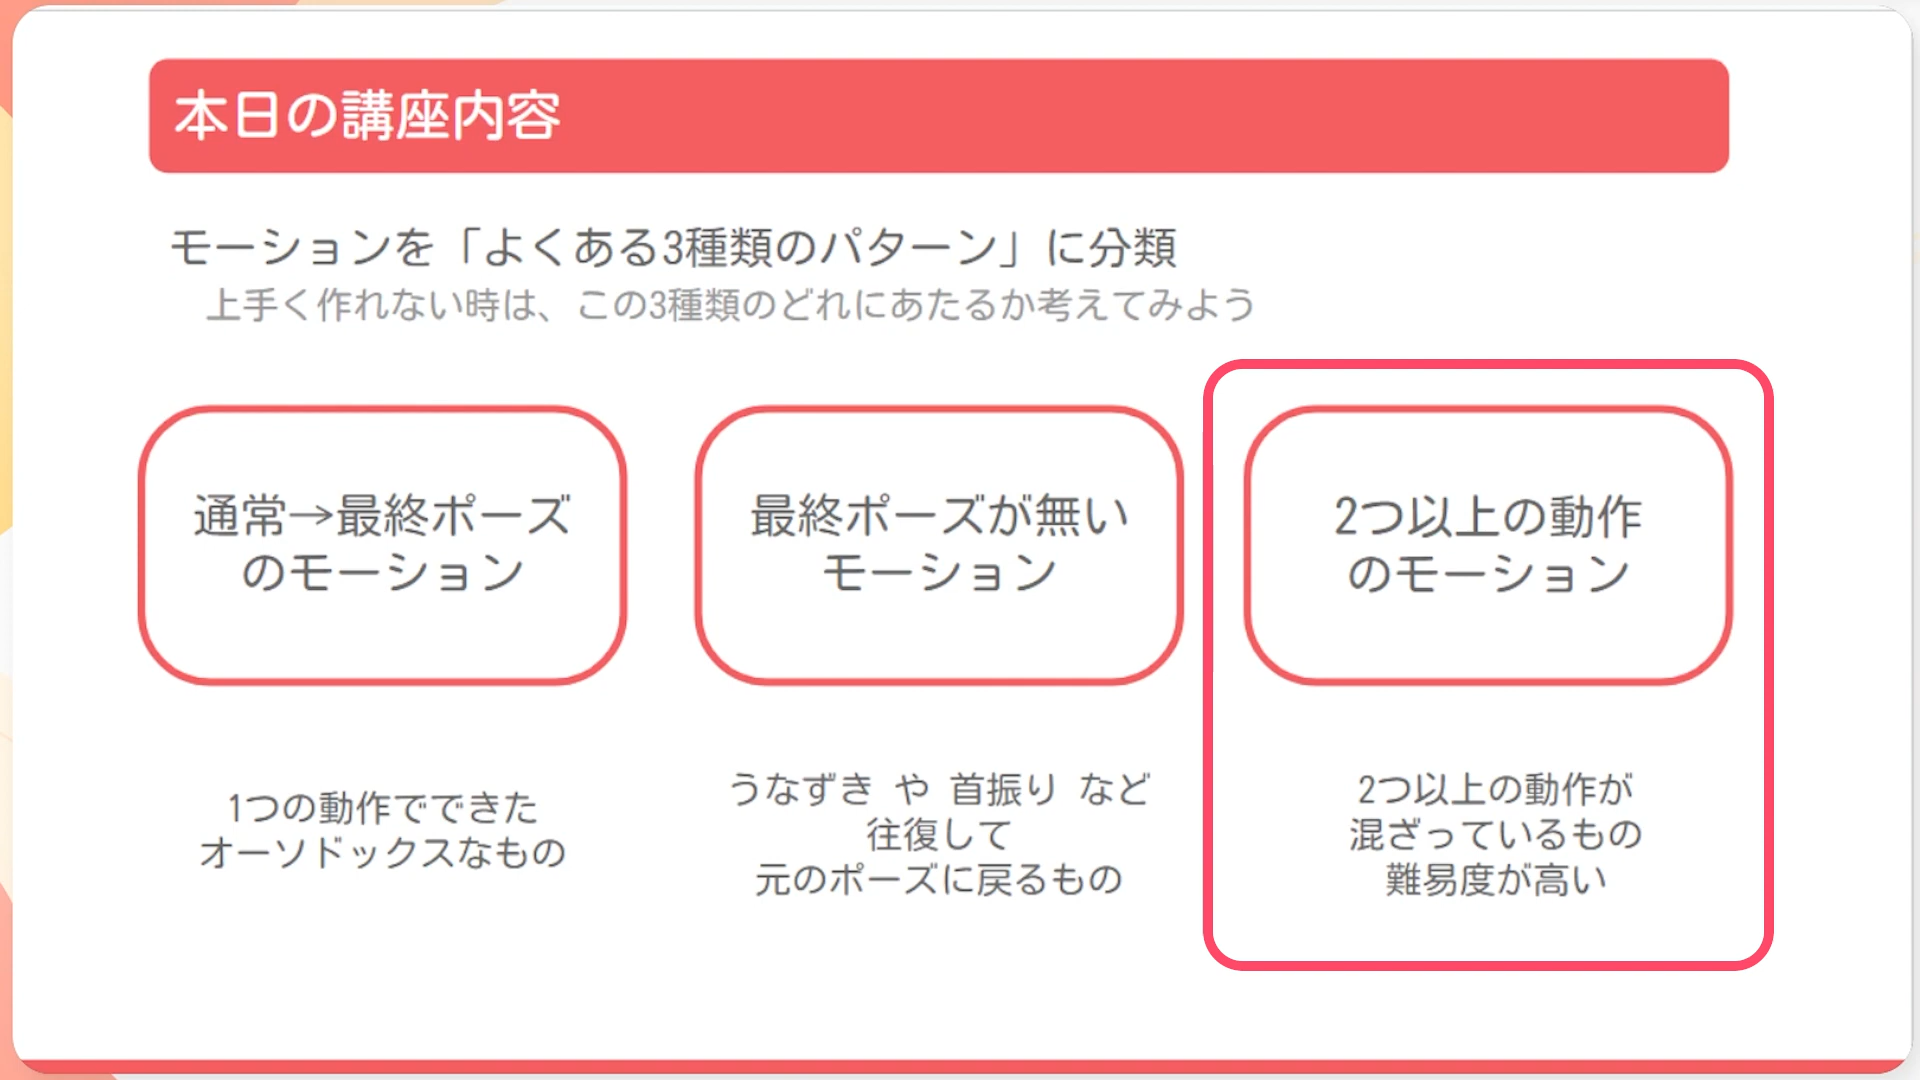 本日の講座内容
モーションを「よくある3種類のパターン」に分類
上手く作れない時は、この3種類のどれにあたるか考えてみよう
通常→最終ポーズ
のモーション
1つの動作でできた
オーソドックスなもの
最終ポーズが無い
モーション
うなずき や 首振り など
往復して
元のポーズに戻るもの
2つ以上の動作
のモーション
2つ以上の動作が
混ざっているもの
難易度が高い